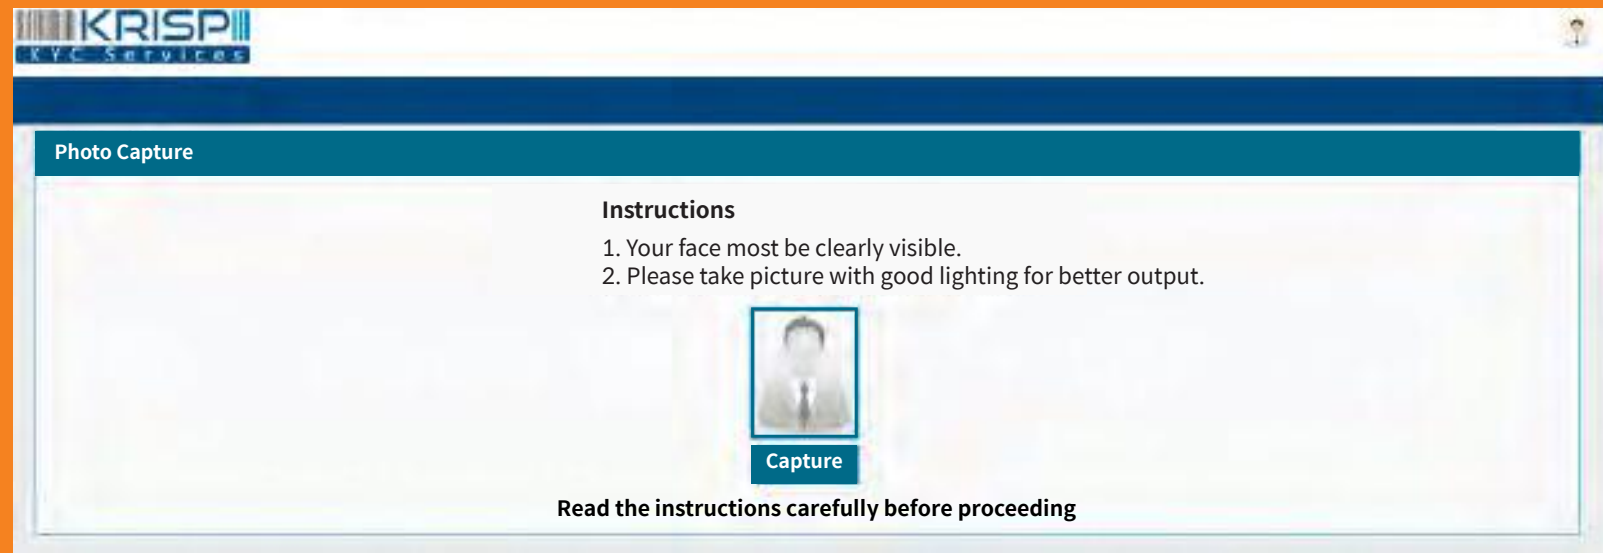 KRISP
KYC Services
Photo Capture
Instructions
1. Your face most be clearly visible.
2. Please take picture with good lighting for better output.
Capture
Read the instructions carefully before proceeding